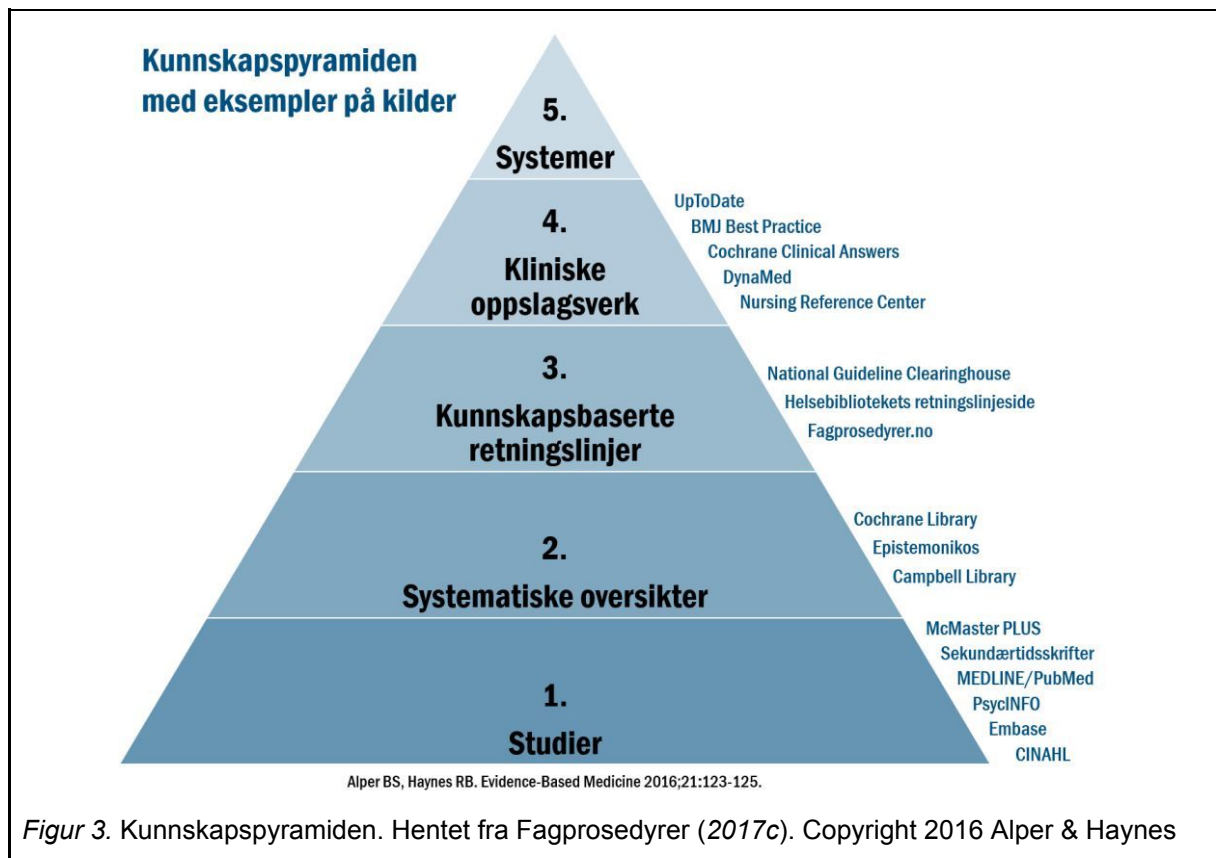 Kunnskapspyramiden
med eksempler på kilder
5.
Systemer
4.
Kliniske
oppslagsverk
UpToDate
BMJ Best Practice
Cochrane Clinical Answers
DynaMed
Nursing Reference Center
3.
Kunnskapsbaserte
retningslinjer
National Guideline Clearinghouse
Helsebibliotekets retningslinjeside
Fagprosedyrer.no
2.
Systematiske oversikter
Cochrane Library
Epistemonikos
Campbell Library
1.
Studier
McMaster PLUS
Sekundærtidsskrifter
MEDLINE/PubMed
PsycINFO
Embase
CINAHL
Alper BS, Haynes RB. Evidence-Based Medicine 2016;21:123-125.
Figur 3. Kunnskapspyramiden. Hentet fra Fagprosedyrer (2017c). Copyright 2016 Alper & Haynes